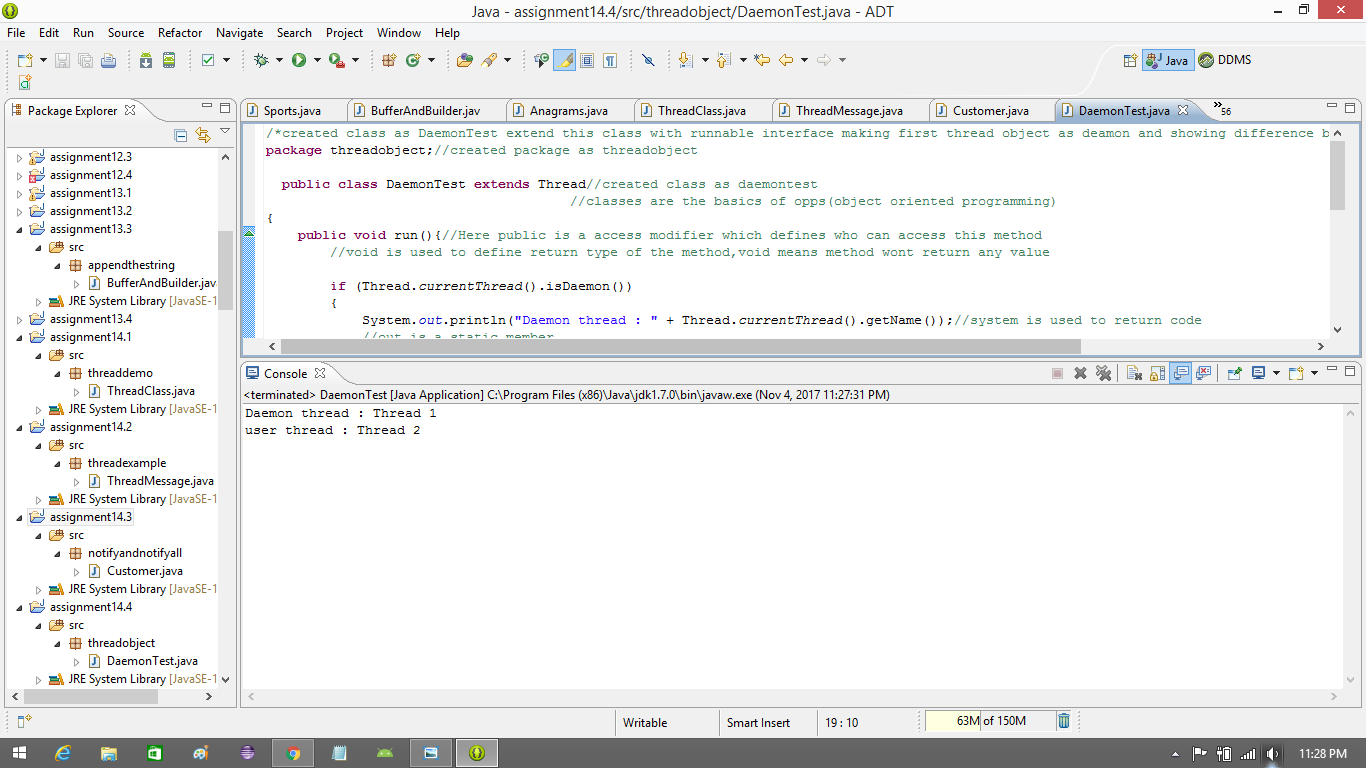 Java - assignment14.4/src/threadobject/DaemonTest.java - ADT
File Edit Run Source Refactor Navigate Search Project Window Help
Java DDMS
Package Explorer
assignment12.3
assignment12.4
assignment13.1
assignment13.2
assignment13.3
src
appendthestring
BufferAndBuilder.java
JRE System Library [JavaSE-1
assignment13.4
assignment14.1
src
threaddemo
ThreadClass.java
JRE System Library [JavaSE-1
assignment14.2
src
threadexample
ThreadMessage.java
JRE System Library [JavaSE-1
assignment14.3
src
notifyandnotifyall
Customer.java
JRE System Library [JavaSE-1
assignment14.4
src
threadobject
DaemonTest.java
JRE System Library [JavaSE-1
Sports.java BufferAndBuilder.jav Anagrams.java ThreadClass.java ThreadMessage.java Customer.java DaemonTest.java »56
/*created class as DaemonTest extend this class with runnable interface making first thread object as deamon and showing difference b
package threadobject;//created package as threadobject
public class DaemonTest extends Thread//created class as daemontest
//classes are the basics of opps(object oriented programming)
{
public void run(){//Here public is a access modifier which defines who can access this method
//void is used to define return type of the method,void means method wont return any value
if (Thread.currentThread().isDaemon())
{
System.out.println("Daemon thread : " + Thread.currentThread().getName());//system is used to return code
//out is a static member
Console
<terminated> DaemonTest [Java Application] C:\Program Files (x86)\Java\jdk1.7.0\bin\javaw.exe (Nov 4, 2017 11:27:31 PM)
Daemon thread : Thread 1
user thread : Thread 2
Writable Smart Insert 19 : 10 63M of 150M
11:28 PM